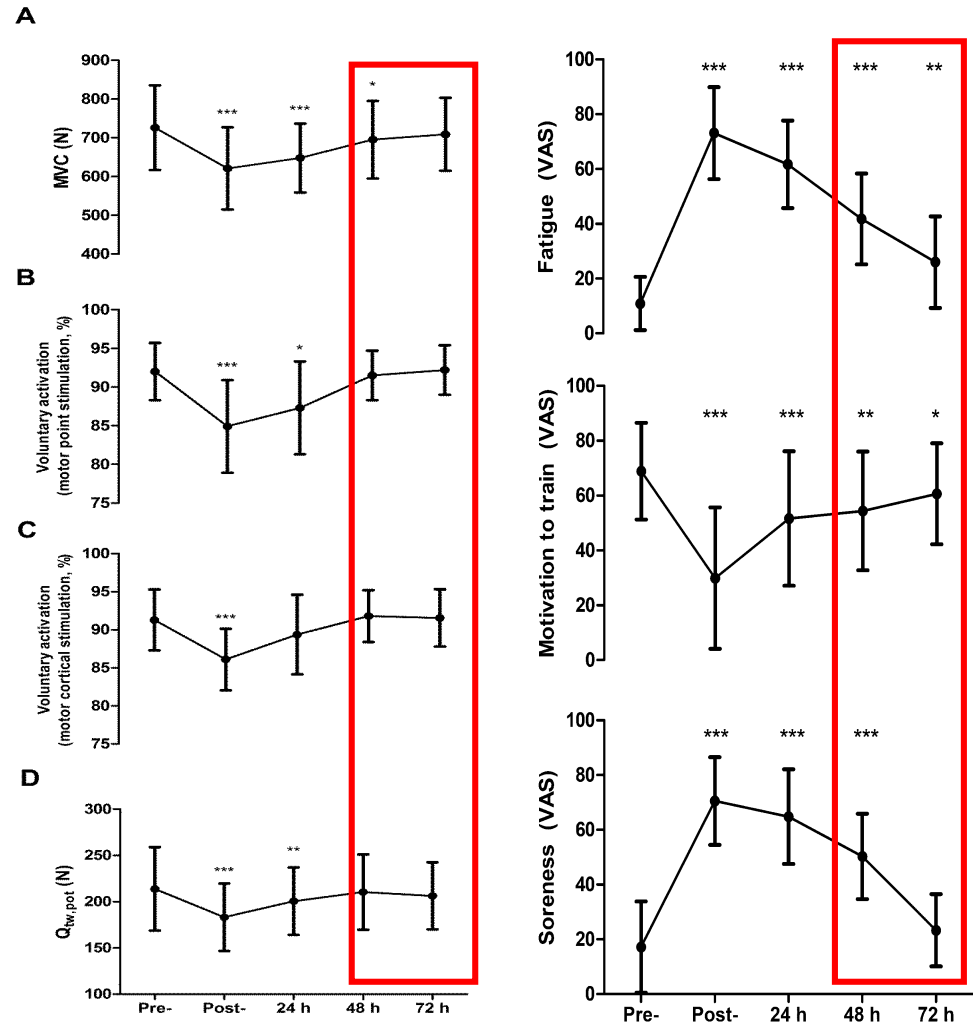 A
MVC (N)
900
800
700
600
500
400
***
***
*
B
Voluntary activation
(motor point stimulation, %)
100
95
90
85
80
75
***
*
C
Voluntary activation
(motor cortical stimulation, %)
100
95
90
85
80
75
***
D
Qtw,pot (N)
300
250
200
150
100
***
**
Pre- Post- 24 h 48 h 72 h
Fatigue (VAS)
100
80
60
40
20
0
*** *** *** **
Motivation to train (VAS)
100
80
60
40
20
0
*** *** ** *
Soreness (VAS)
100
80
60
40
20
0
*** *** ***
Pre- Post- 24 h 48 h 72 h